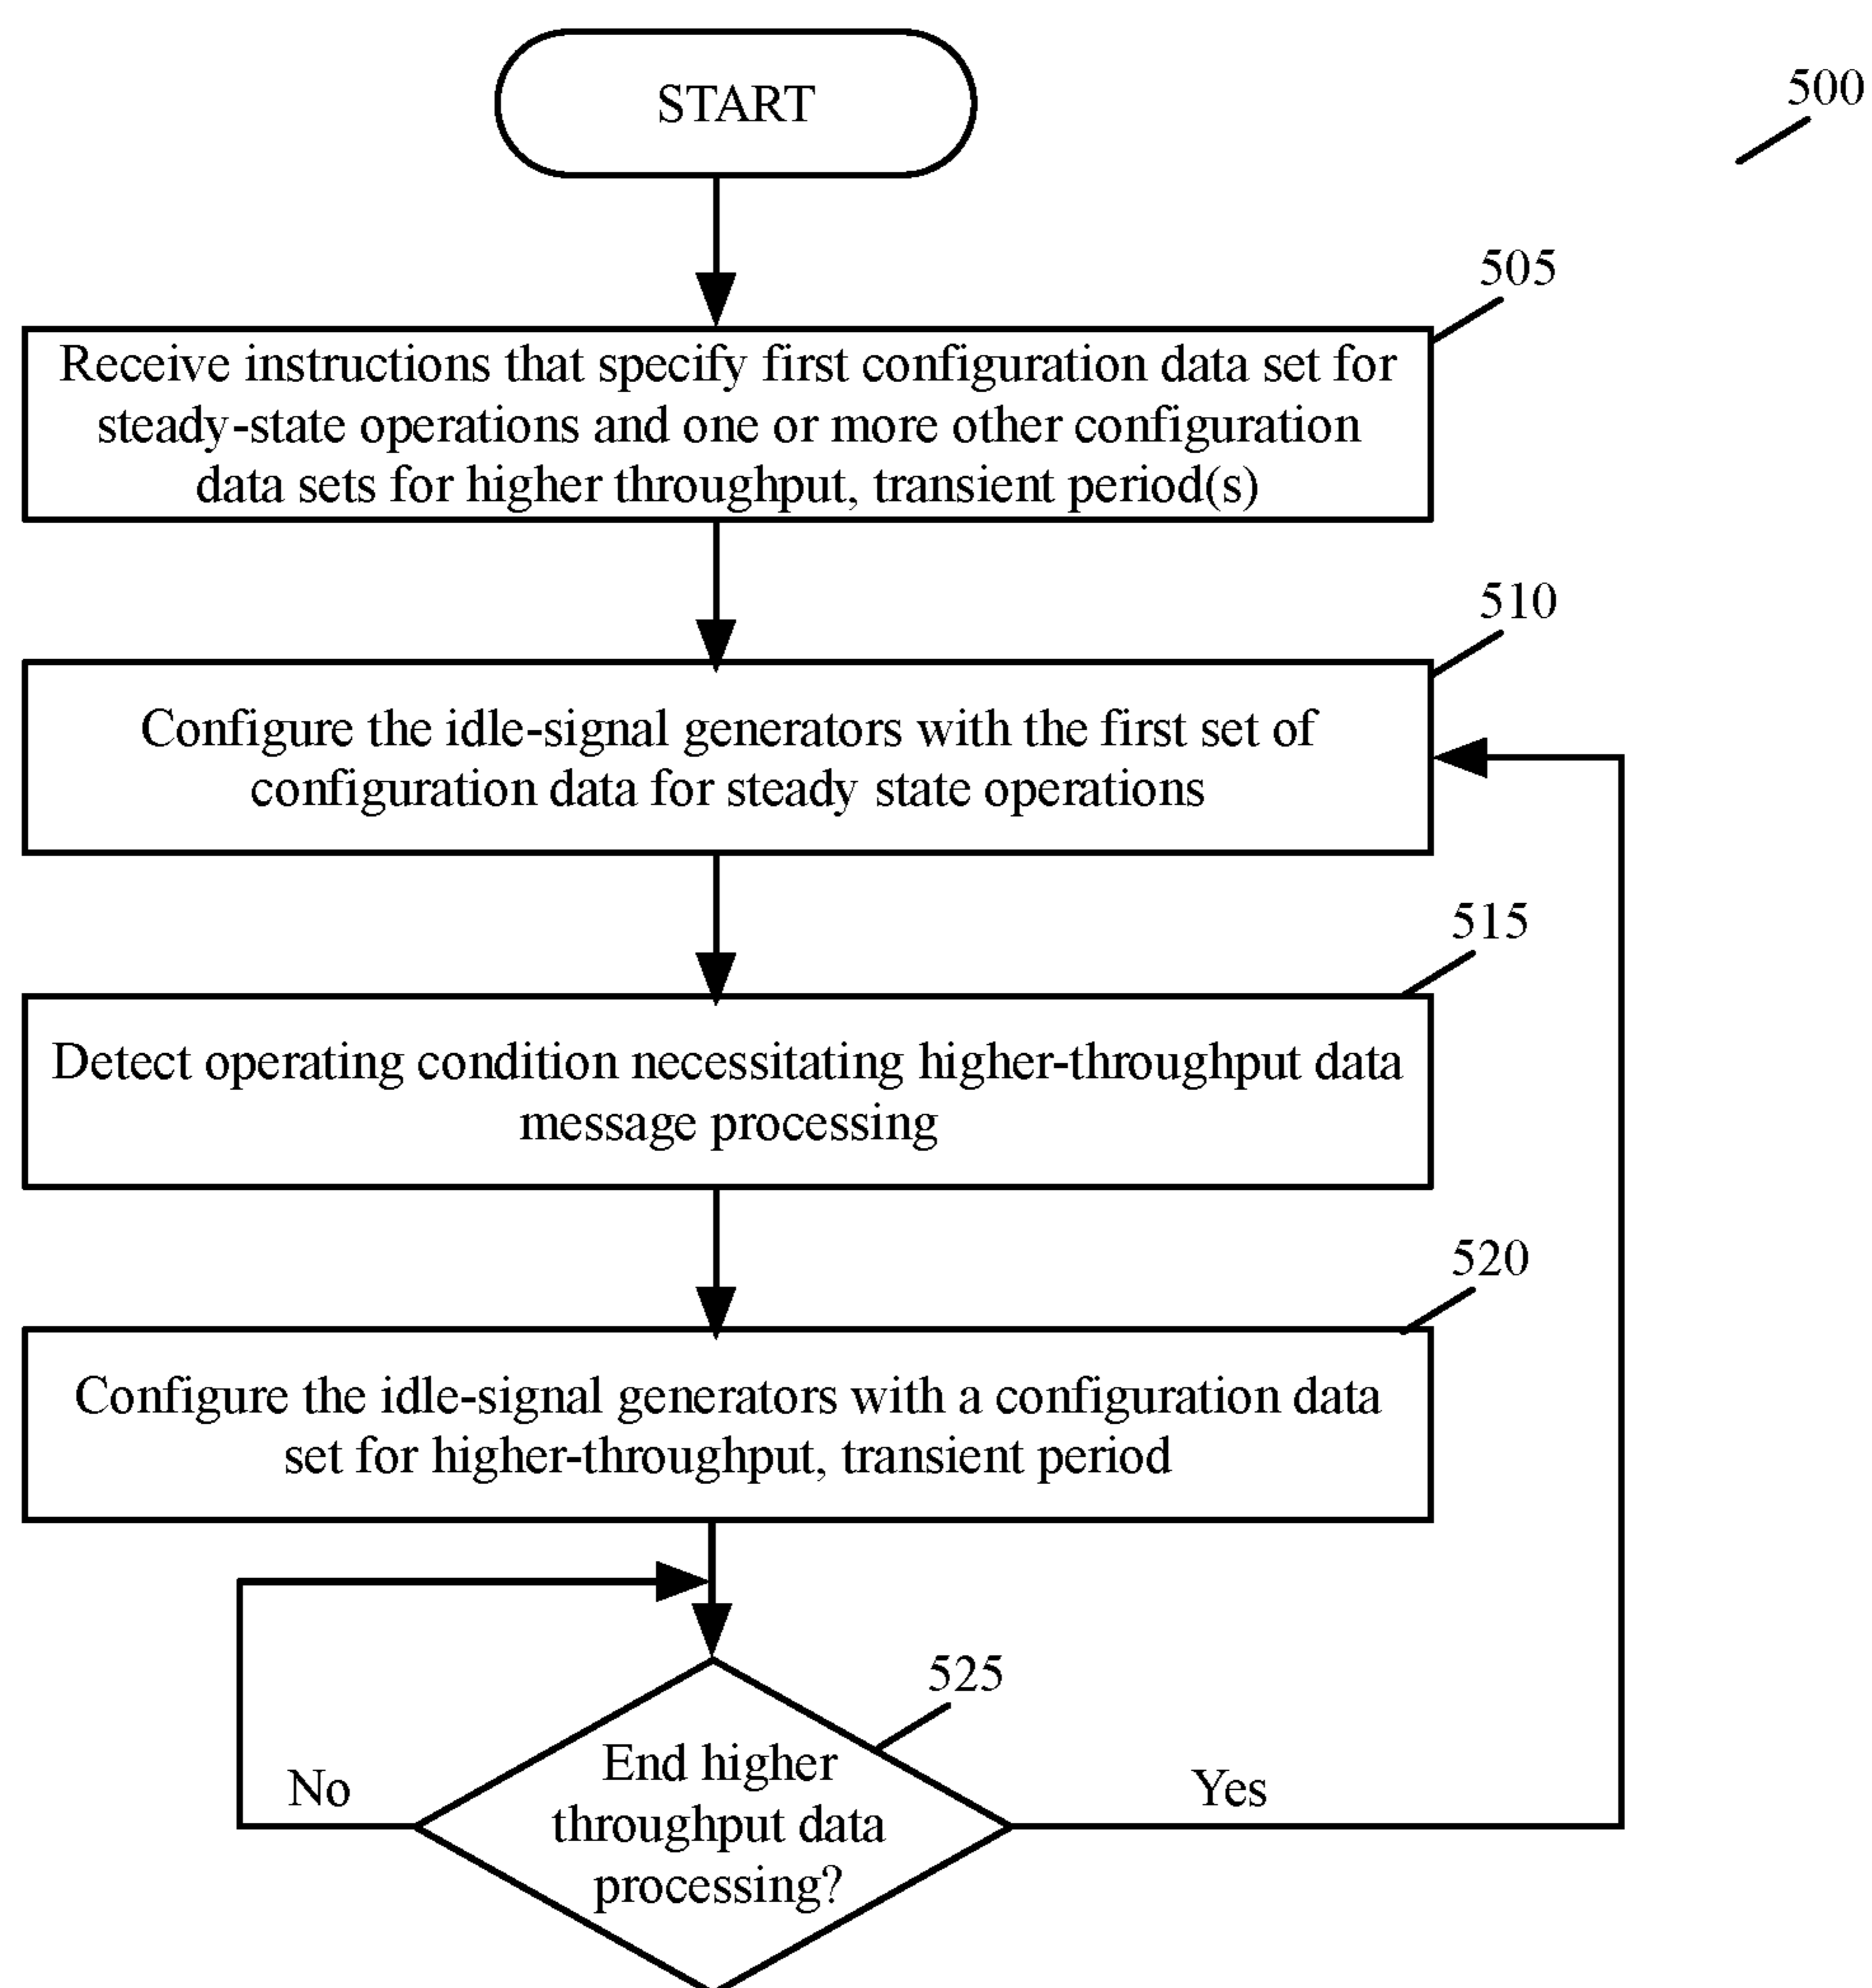 START
500
505
Receive instructions that specify first configuration data set for
steady-state operations and one or more other configuration
data sets for higher throughput, transient period(s)
510
Configure the idle-signal generators with the first set of
configuration data for steady state operations
515
Detect operating condition necessitating higher-throughput data
message processing
520
Configure the idle-signal generators with a configuration data
set for higher-throughput, transient period
525
End higher
throughput data
processing?
No
Yes